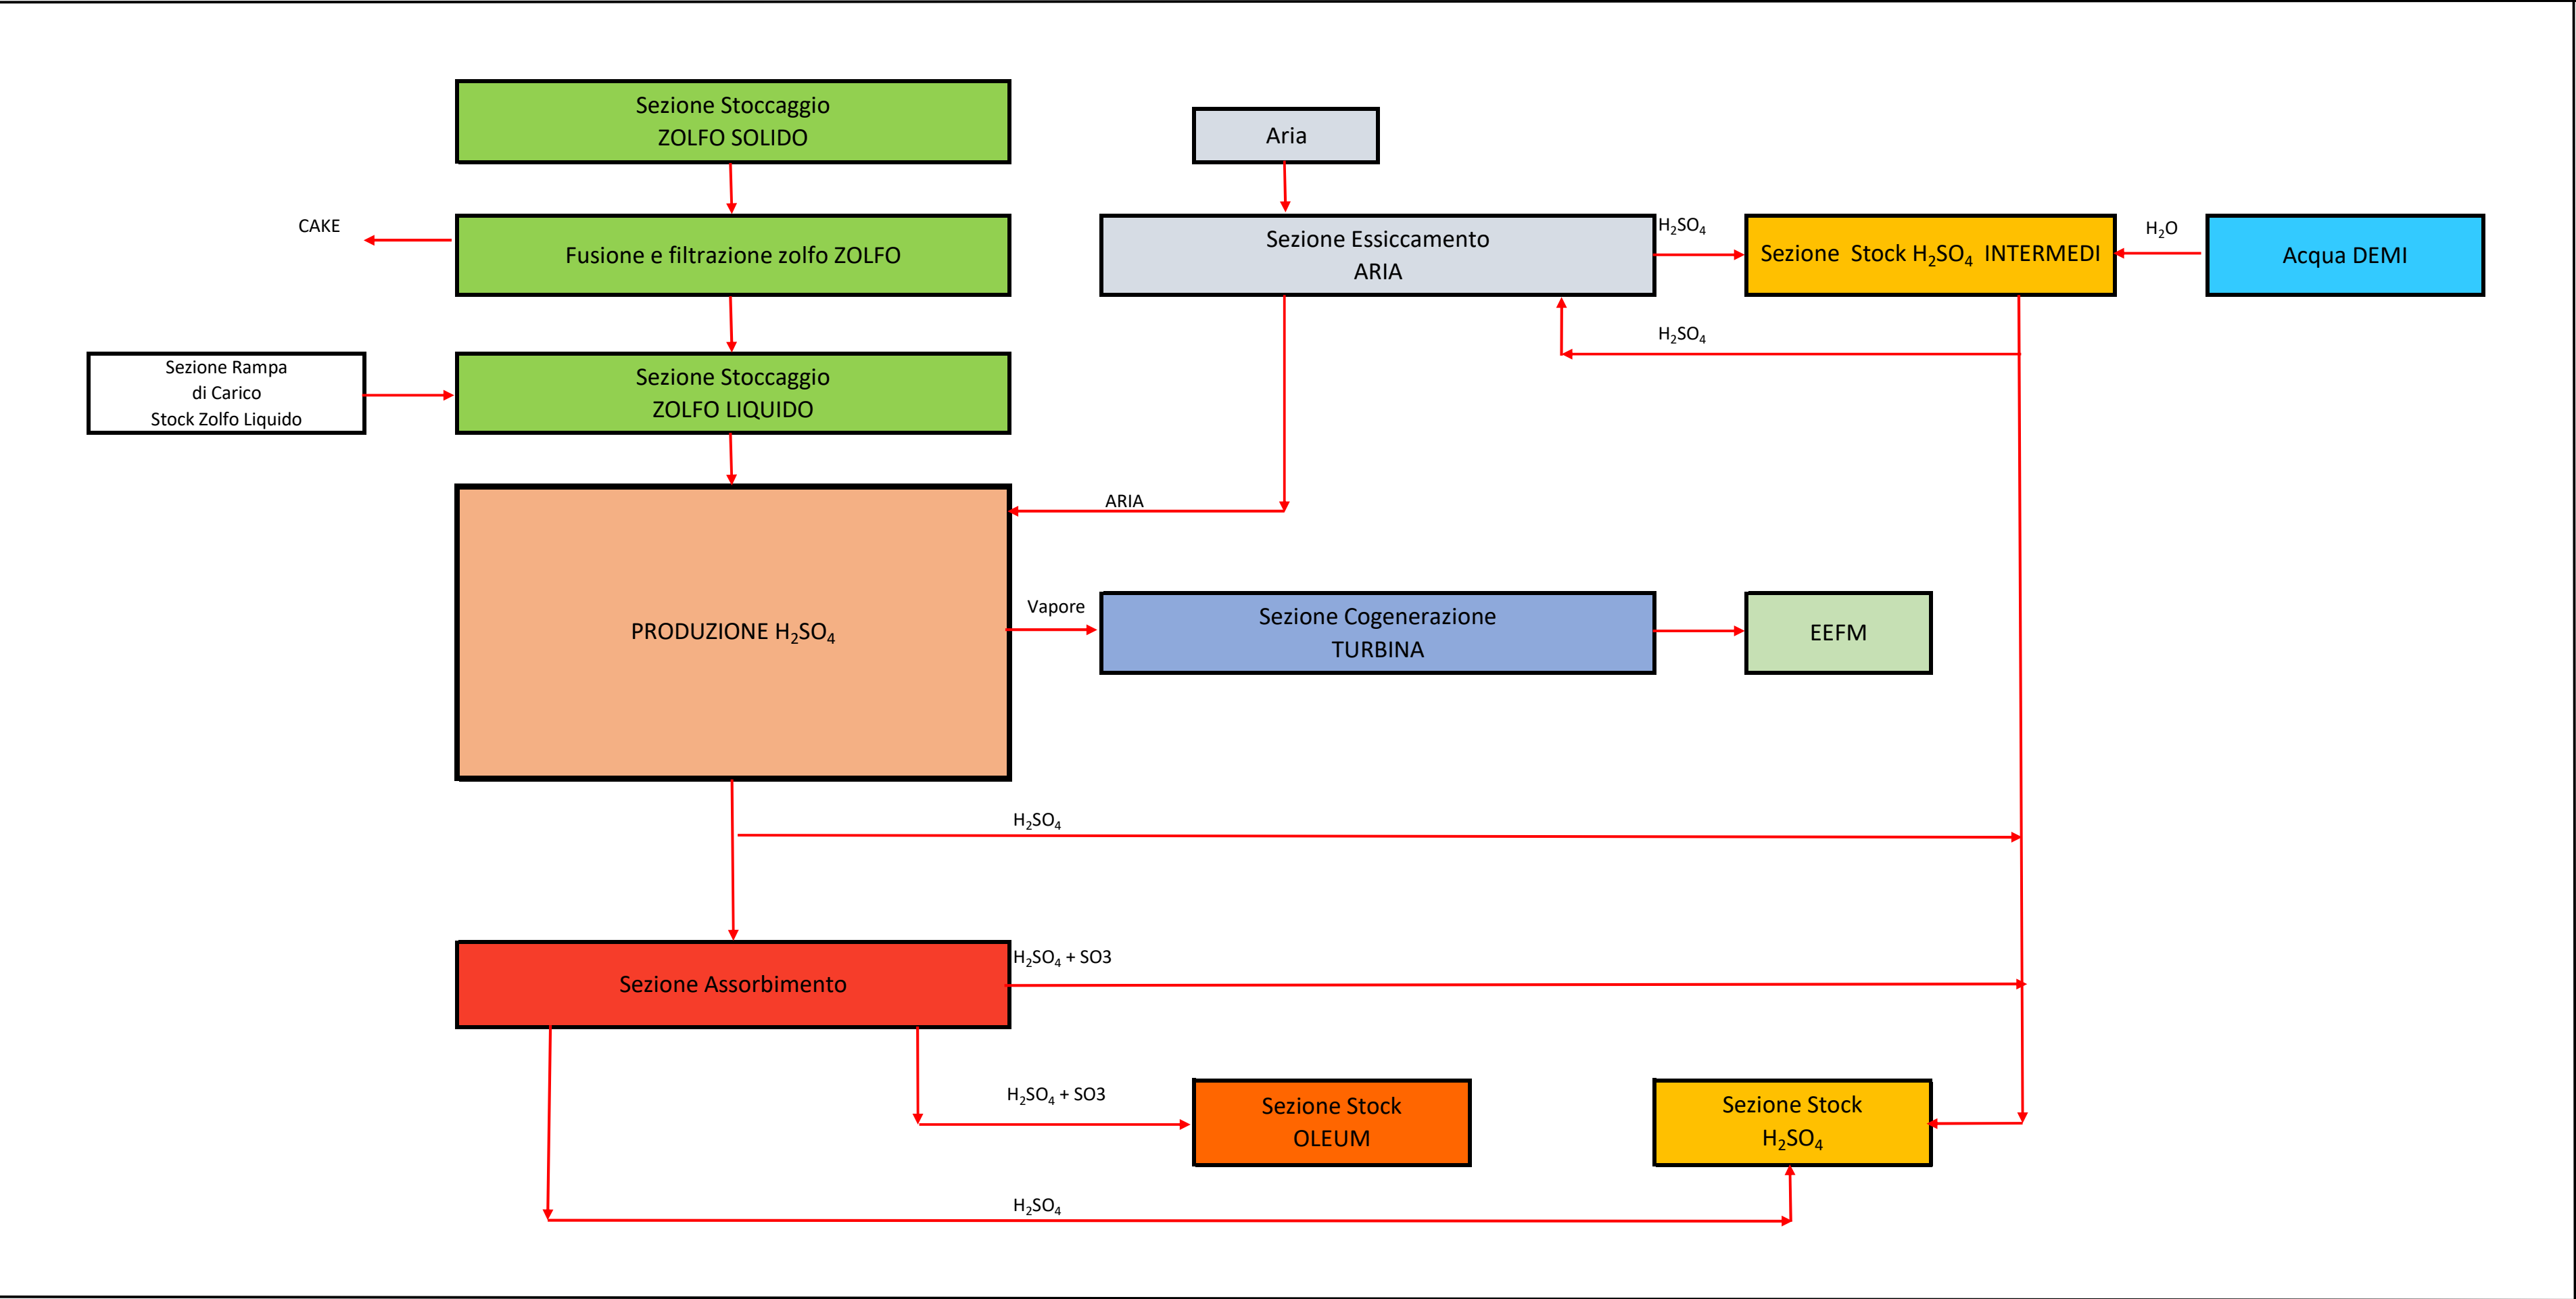 Sezione Stoccaggio
ZOLFO SOLIDO
Aria
CAKE
Fusione e filtrazione zolfo ZOLFO
Sezione Essiccamento
ARIA
H₂SO₄
Sezione Stock H₂SO₄ INTERMEDI
H₂O
Acqua DEMI
H₂SO₄
Sezione Rampa
di Carico
Stock Zolfo Liquido
Sezione Stoccaggio
ZOLFO LIQUIDO
ARIA
PRODUZIONE H₂SO₄
Vapore
Sezione Cogenerazione
TURBINA
EEFM
H₂SO₄
Sezione Assorbimento
H₂SO₄ + SO3
H₂SO₄ + SO3
Sezione Stock
OLEUM
Sezione Stock
H₂SO₄
H₂SO₄